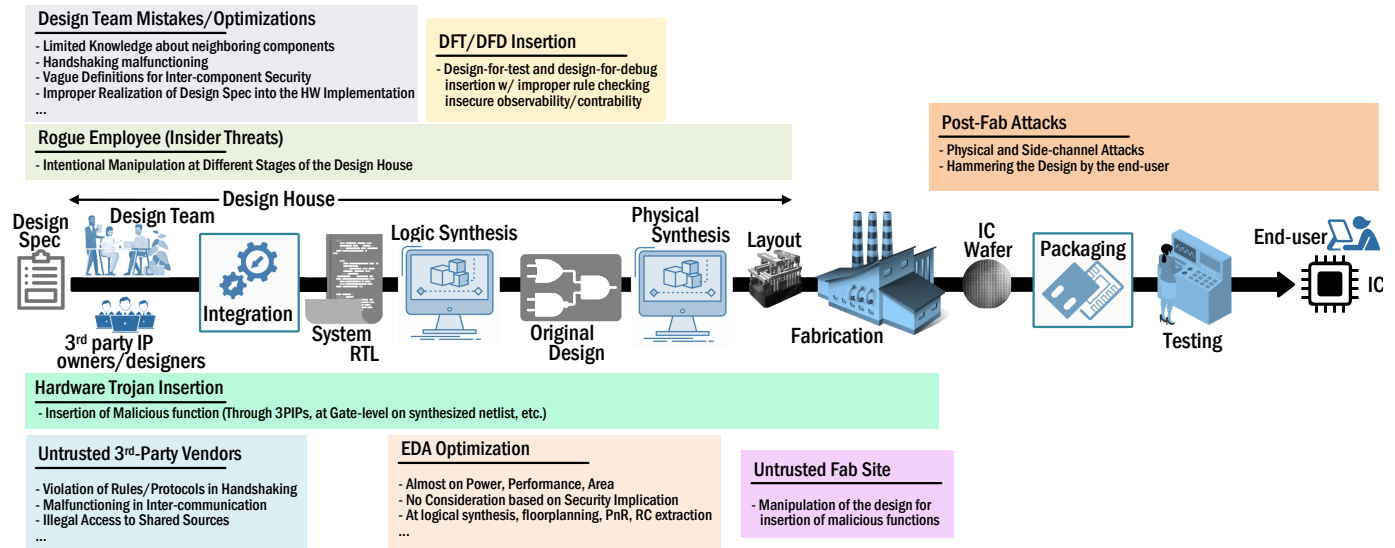 Design Team Mistakes/Optimizations
- Limited Knowledge about neighboring components
- Handshaking malfunctioning
- Vague Definitions for Inter-component Security
- Improper Realization of Design Spec into the HW Implementation
...
DFT/DFD Insertion
- Design-for-test and design-for-debug
insertion w/ improper rule checking
insecure observability/contrability
Rogue Employee (Insider Threats)
- Intentional Manipulation at Different Stages of the Design House
Post-Fab Attacks
- Physical and Side-channel Attacks
- Hammering the Design by the end-user
Design House
Design
Spec
Design Team
3rd party IP
owners/designers
Integration
System
RTL
Logic Synthesis
Original
Design
Physical
Synthesis
Layout
Fabrication
IC
Wafer
Packaging
Testing
End-user
IC
Hardware Trojan Insertion
- Insertion of Malicious function (Through 3PIPs, at Gate-level on synthesized netlist, etc.)
Untrusted 3rd-Party Vendors
- Violation of Rules/Protocols in Handshaking
- Malfunctioning in Inter-communication
- Illegal Access to Shared Sources
...
EDA Optimization
- Almost on Power, Performance, Area
- No Consideration based on Security Implication
- At logical synthesis, floorplanning, PnR, RC extraction
...
Untrusted Fab Site
- Manipulation of the design for
insertion of malicious functions